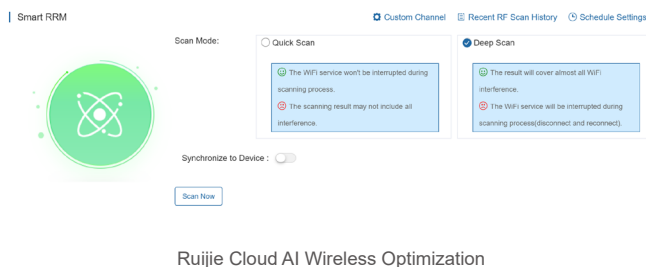 Smart RRM
Custom Channel
Recent RF Scan History
Schedule Settings
Scan Mode:
Quick Scan
The WiFi service won't be interrupted during
scanning process.
The scanning result may not include all
interference.
Deep Scan
The result will cover almost all WiFi
interference.
The WiFi service will be interrupted during
scanning process(disconnect and reconnect).
Synchronize to Device :
Scan Now
Ruijie Cloud AI Wireless Optimization